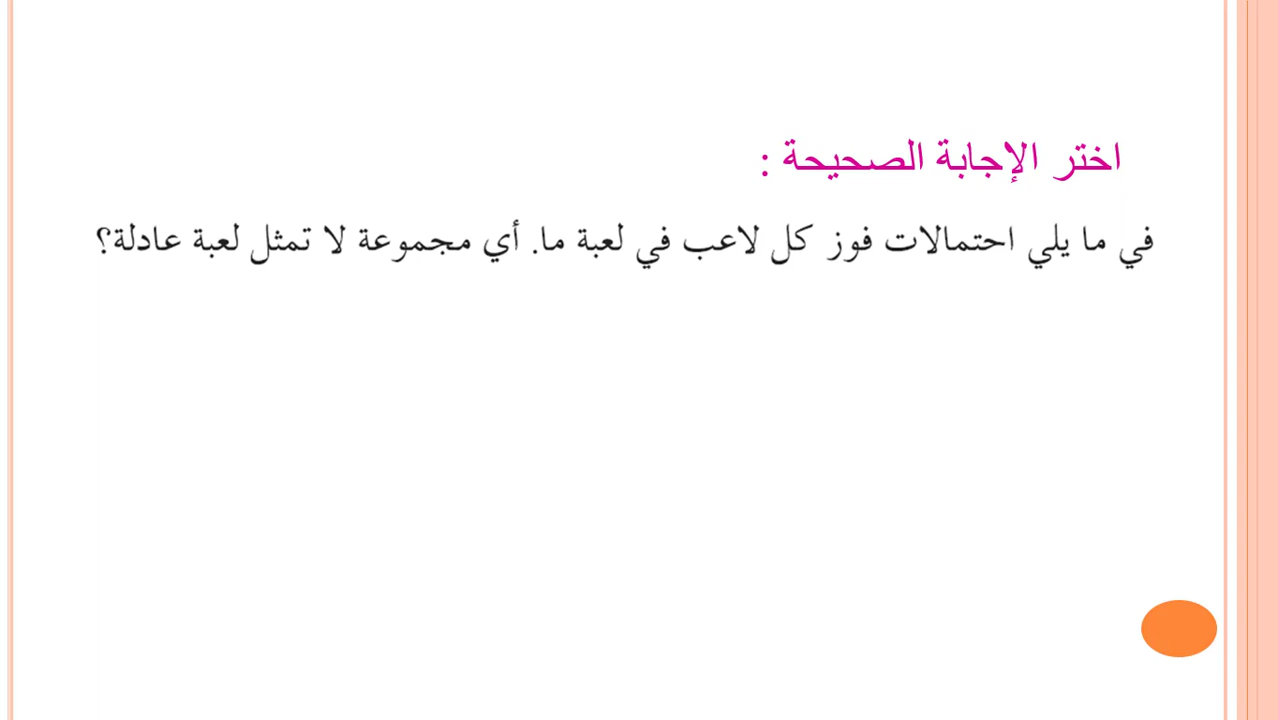 اختر الإجابة الصحيحة :
في ما يلي احتمالات فوز كل لاعب في لعبة ما. أي مجموعة لا تمثل لعبة عادلة؟